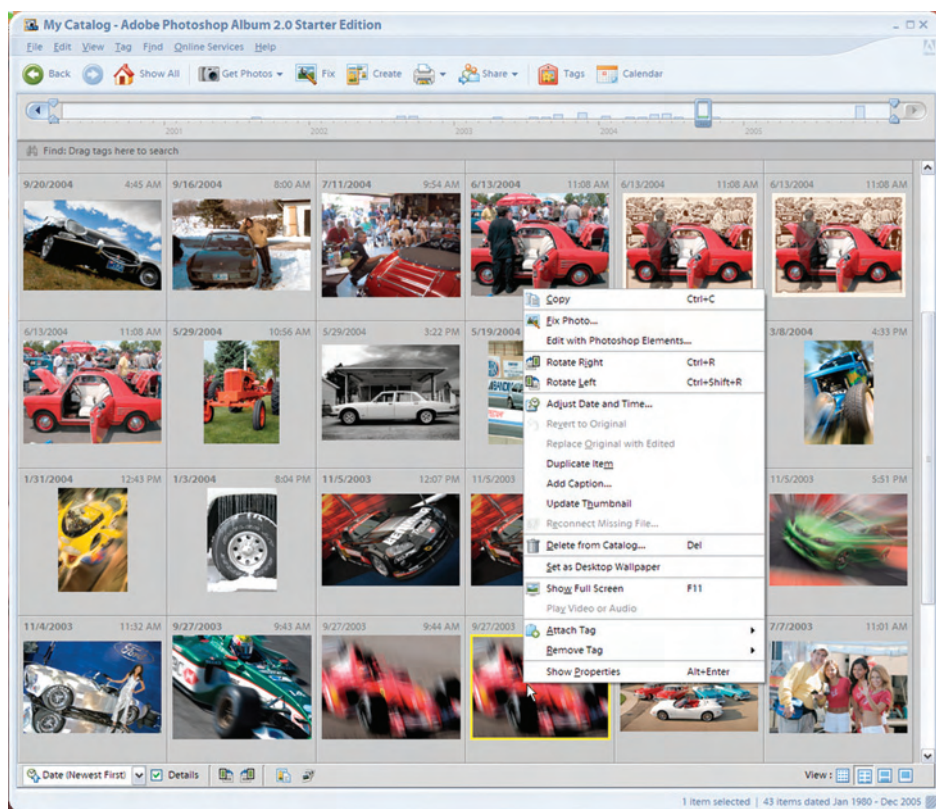 My Catalog - Adobe Photoshop Album 2.0 Starter Edition
File Edit View Tag Find Online Services Help
Back Show All Get Photos Fix Create Share Tags Calendar
2001 2002 2003 2004 2005
Find: Drag tags here to search
9/20/2004 4:45 AM 9/16/2004 8:00 AM 7/11/2004 9:54 AM 6/13/2004 11:08 AM 6/13/2004 11:08 AM 6/13/2004 11:08 AM
Copy Ctrl+C
Fix Photo...
6/13/2004 11:08 AM 5/29/2004 10:56 AM 5/29/2004 3:22 PM 5/19/2004 3/8/2004 4:33 PM
Edit with Photoshop Elements...
Rotate Right Ctrl+R
Rotate Left Ctrl+Shift+R
Adjust Date and Time...
Revert to Original
Replace Original with Edited
Duplicate Item
1/31/2004 12:43 PM 1/3/2004 8:04 PM 11/5/2003 12:07 PM 11/5/2003 11/5/2003 5:51 PM
Add Caption...
Update Thumbnail
Reconnect Missing File...
Delete from Catalog... Del
Set as Desktop Wallpaper
Show Full Screen F11
Play Video or Audio
11/4/2003 11:32 AM 9/27/2003 9:43 AM 9/27/2003 9:44 AM 9/27/2003 7/7/2003 11:01 AM
Attach Tag
Remove Tag
Show Properties Alt+Enter
Ford
Date (Newest First) Details View :
1 item selected | 43 items dated Jan 1980 - Dec 2005